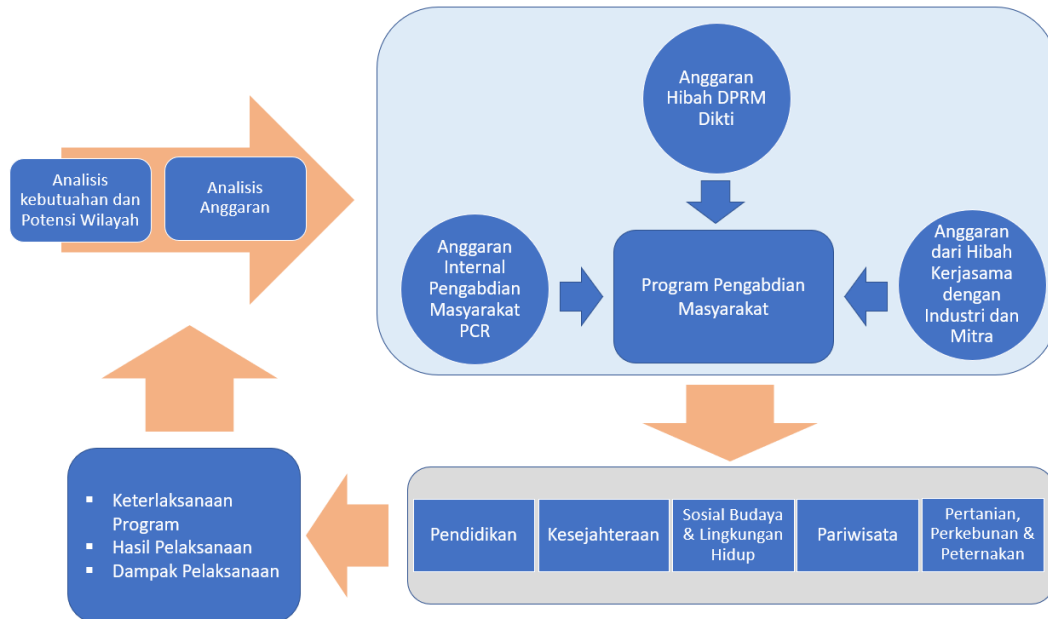 Analisis
kebutuahan dan
Potensi Wilayah
Analisis
Anggaran
Anggaran
Hibah DPRM
Dikti
Anggaran
Internal
Pengabdian
Masyarakat
PCR
Program Pengabdian
Masyarakat
Anggaran
dari Hibah
Kerjasama
dengan
Industri dan
Mitra
Pendidikan
Kesejahteraan
Sosial Budaya
& Lingkungan
Hidup
Pariwisata
Pertanian,
Perkebunan &
Peternakan
▪ Keterlaksanaan
Program
▪ Hasil Pelaksanaan
▪ Dampak Pelaksanaan